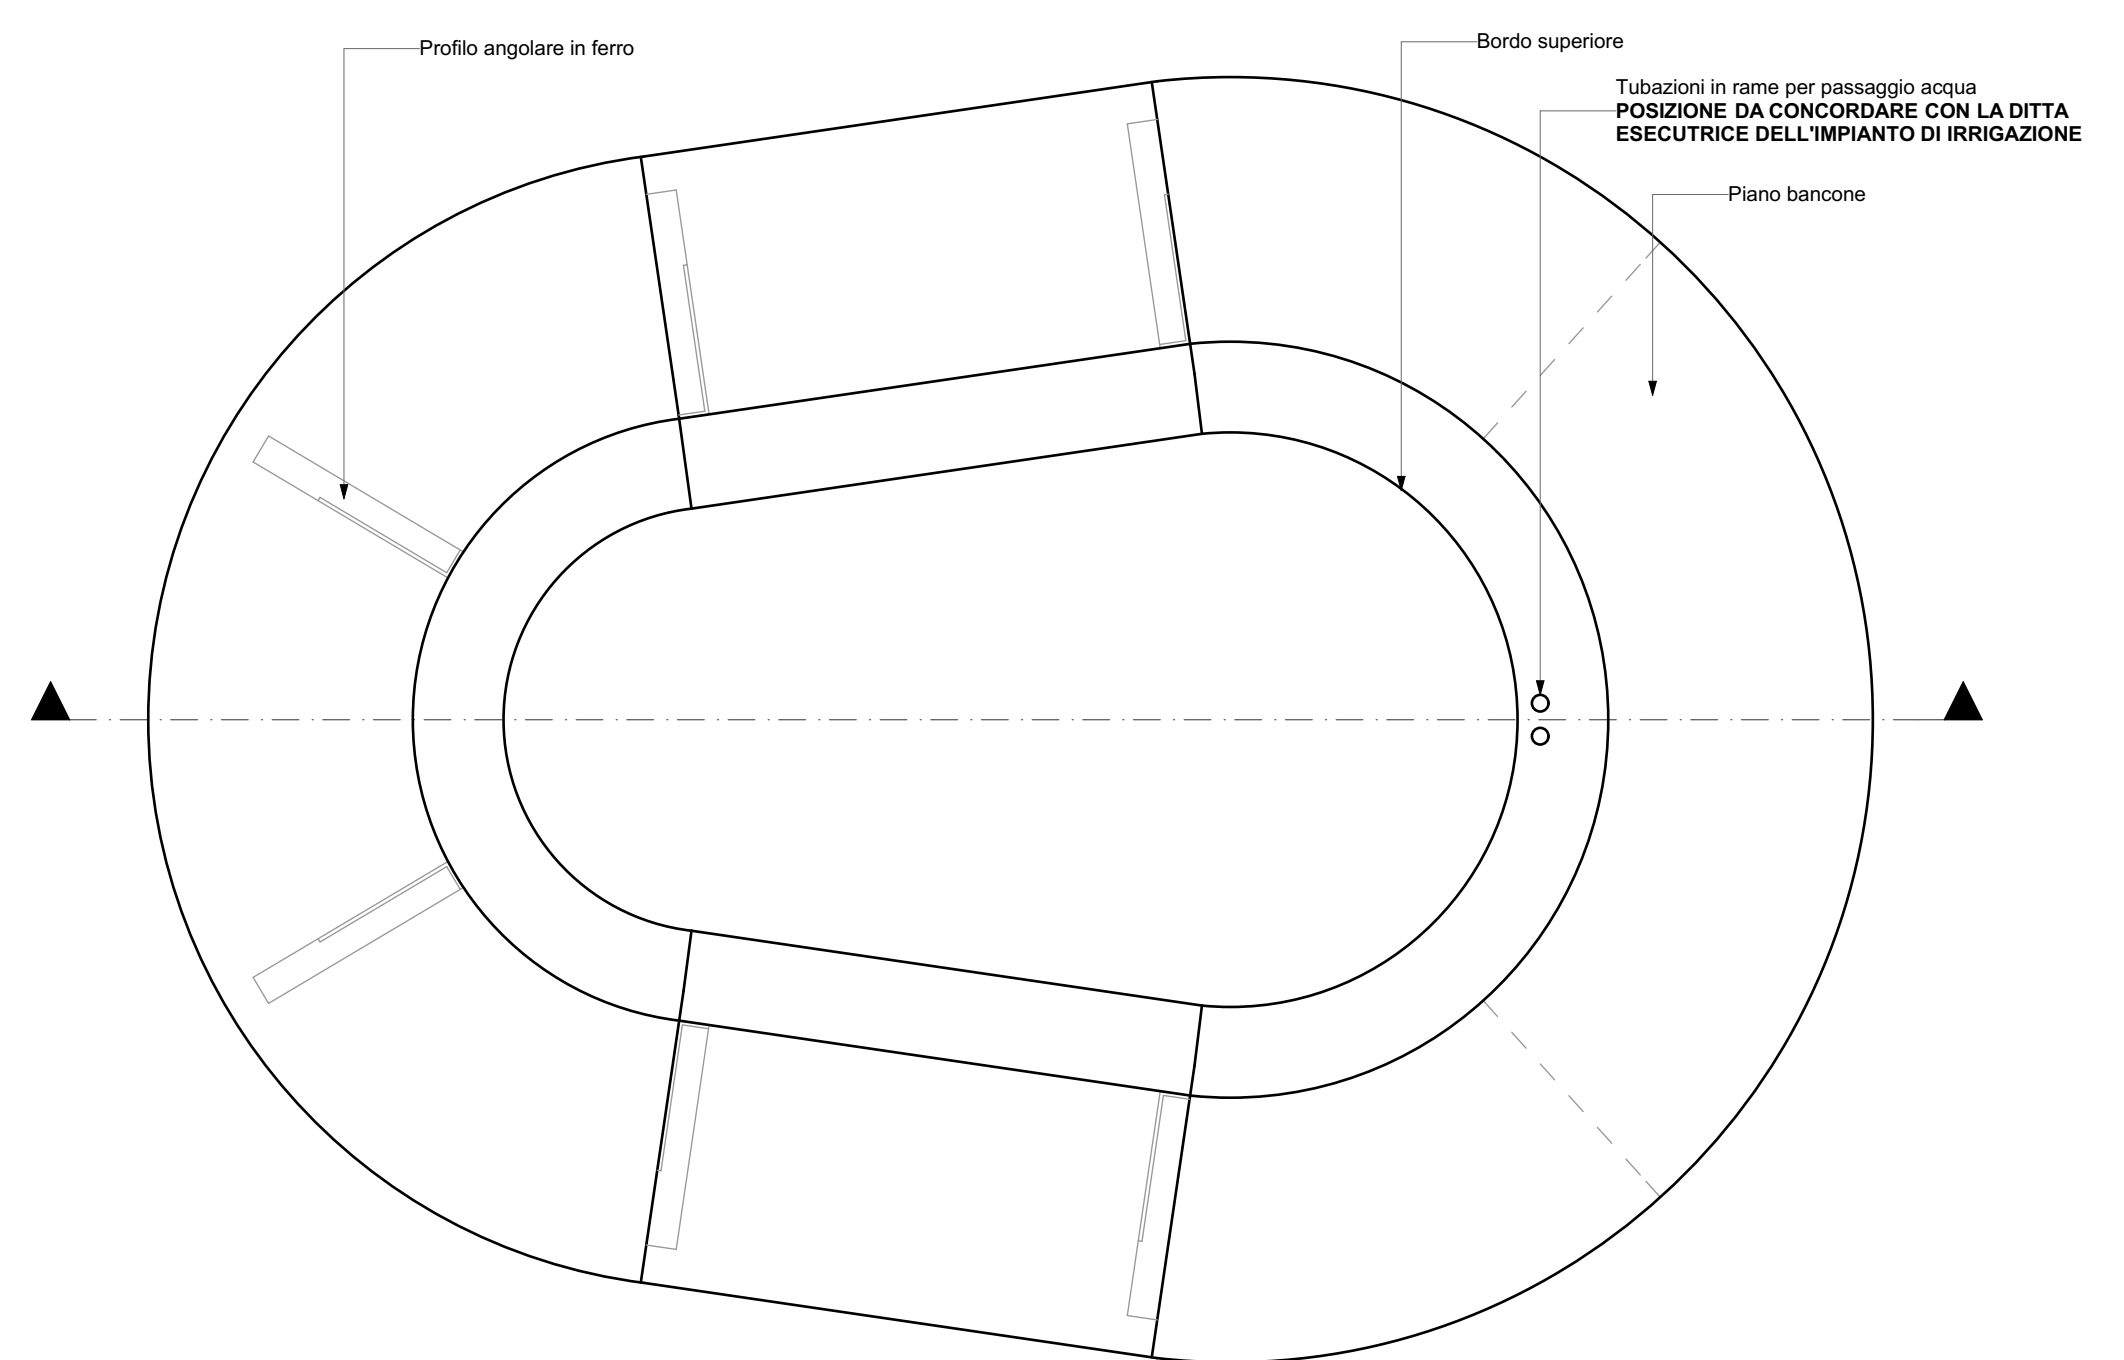 Profilo angolare in ferro
Bordo superiore
Tubazioni in rame per passaggio acqua
POSIZIONE DA CONCORDARE CON LA DITTA
ESECUTRICE DELL'IMPIANTO DI IRRIGAZIONE
Piano bancone